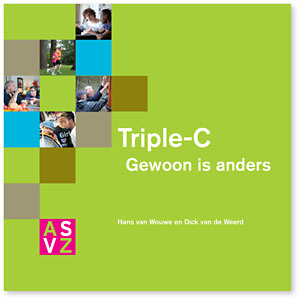 Triple-C
Gewoon is anders
Hans van Wouwe en Dick van de Weerd
AS
VZ